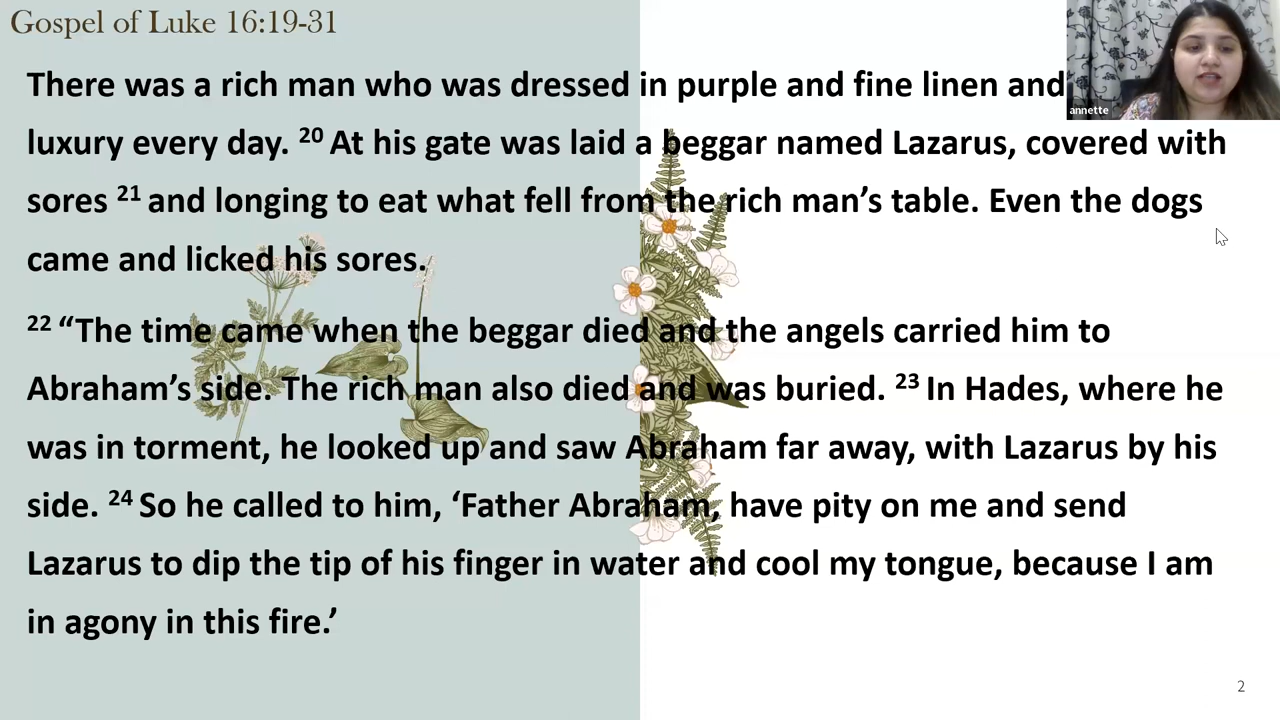 Gospel of Luke 16:19-31
annette
There was a rich man who was dressed in purple and fine linen and
luxury every day. 20 At his gate was laid a beggar named Lazarus, covered with
sores 21 and longing to eat what fell from the rich man’s table. Even the dogs
came and licked his sores.
22 “The time came when the beggar died and the angels carried him to
Abraham’s side. The rich man also died and was buried. 23 In Hades, where he
was in torment, he looked up and saw Abraham far away, with Lazarus by his
side. 24 So he called to him, ‘Father Abraham, have pity on me and send
Lazarus to dip the tip of his finger in water and cool my tongue, because I am
in agony in this fire.’
2